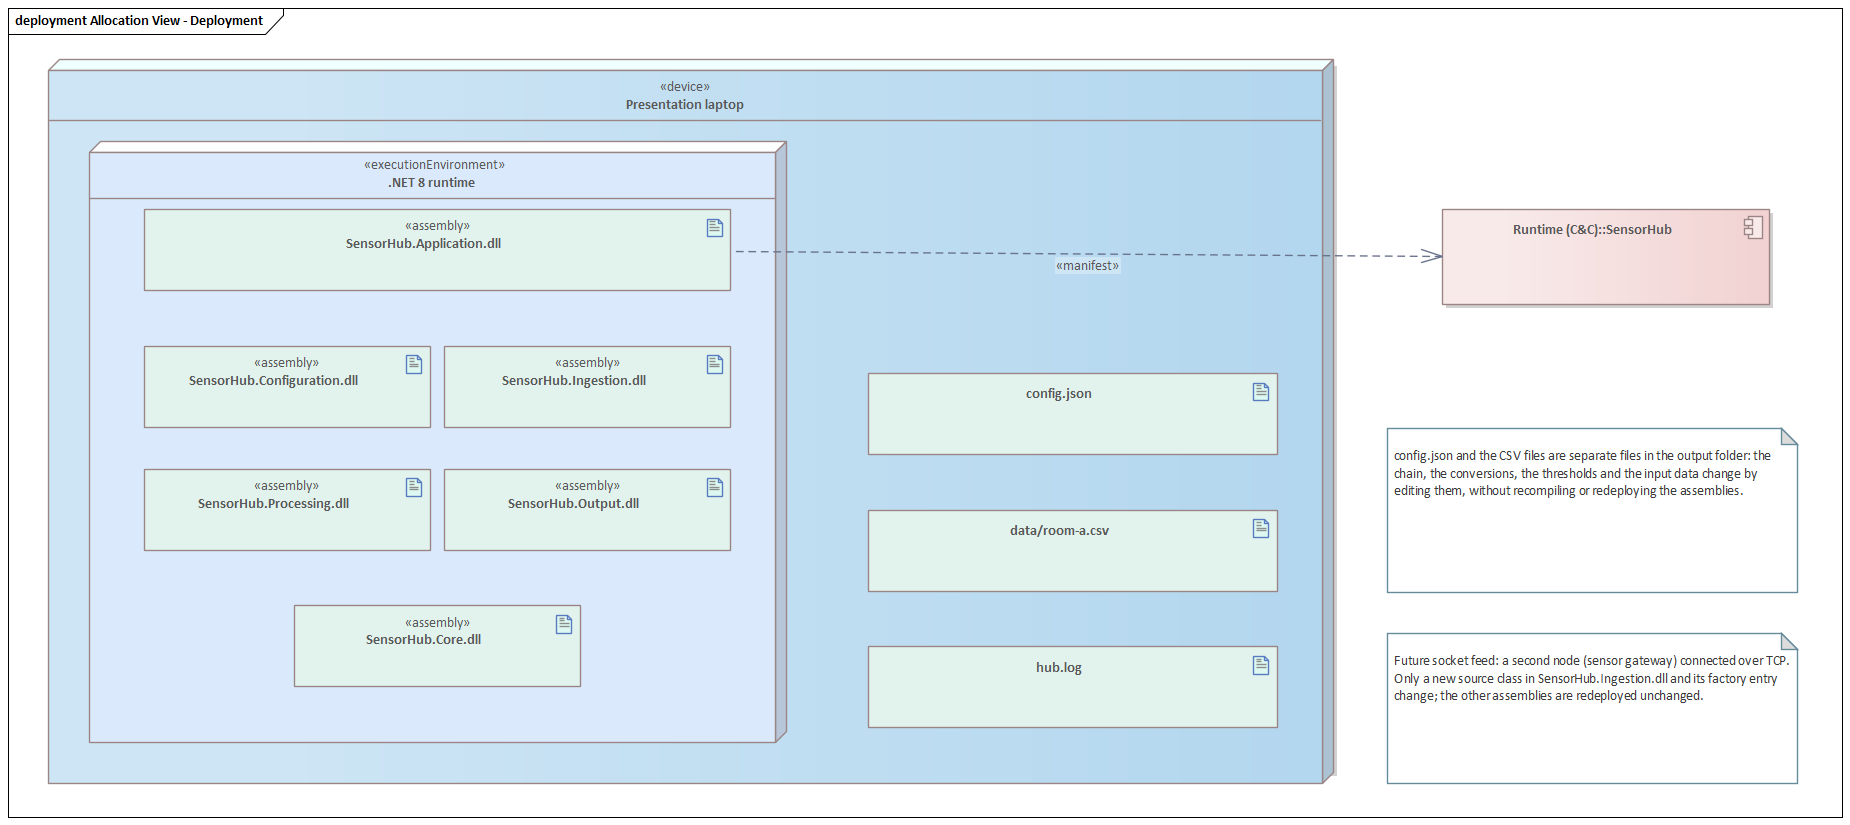 deployment Allocation View - Deployment
«device»
Presentation laptop
«executionEnvironment»
.NET 8 runtime
«assembly»
SensorHub.Application.dll
«manifest»
Runtime (C&C)::SensorHub
«assembly»
SensorHub.Configuration.dll
«assembly»
SensorHub.Ingestion.dll
config.json
«assembly»
SensorHub.Processing.dll
«assembly»
SensorHub.Output.dll
data/room-a.csv
«assembly»
SensorHub.Core.dll
hub.log
config.json and the CSV files are separate files in the output folder: the
chain, the conversions, the thresholds and the input data change by
editing them, without recompiling or redeploying the assemblies.
Future socket feed: a second node (sensor gateway) connected over TCP.
Only a new source class in SensorHub.Ingestion.dll and its factory entry
change; the other assemblies are redeployed unchanged.